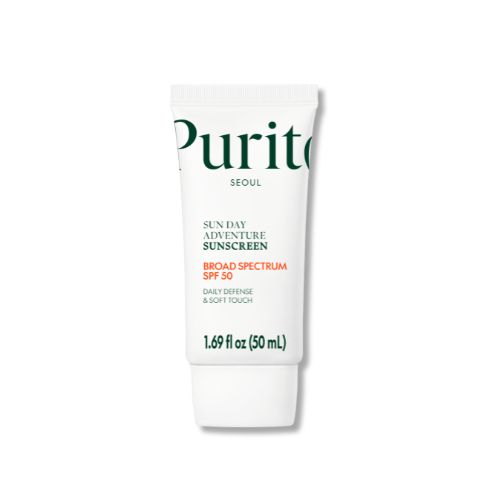 Purito
SEOUL
SUN DAY
ADVENTURE
SUNSCREEN
BROAD SPECTRUM
SPF 50
DAILY DEFENSE
& SOFT TOUCH
1.69 fl oz (50 mL)